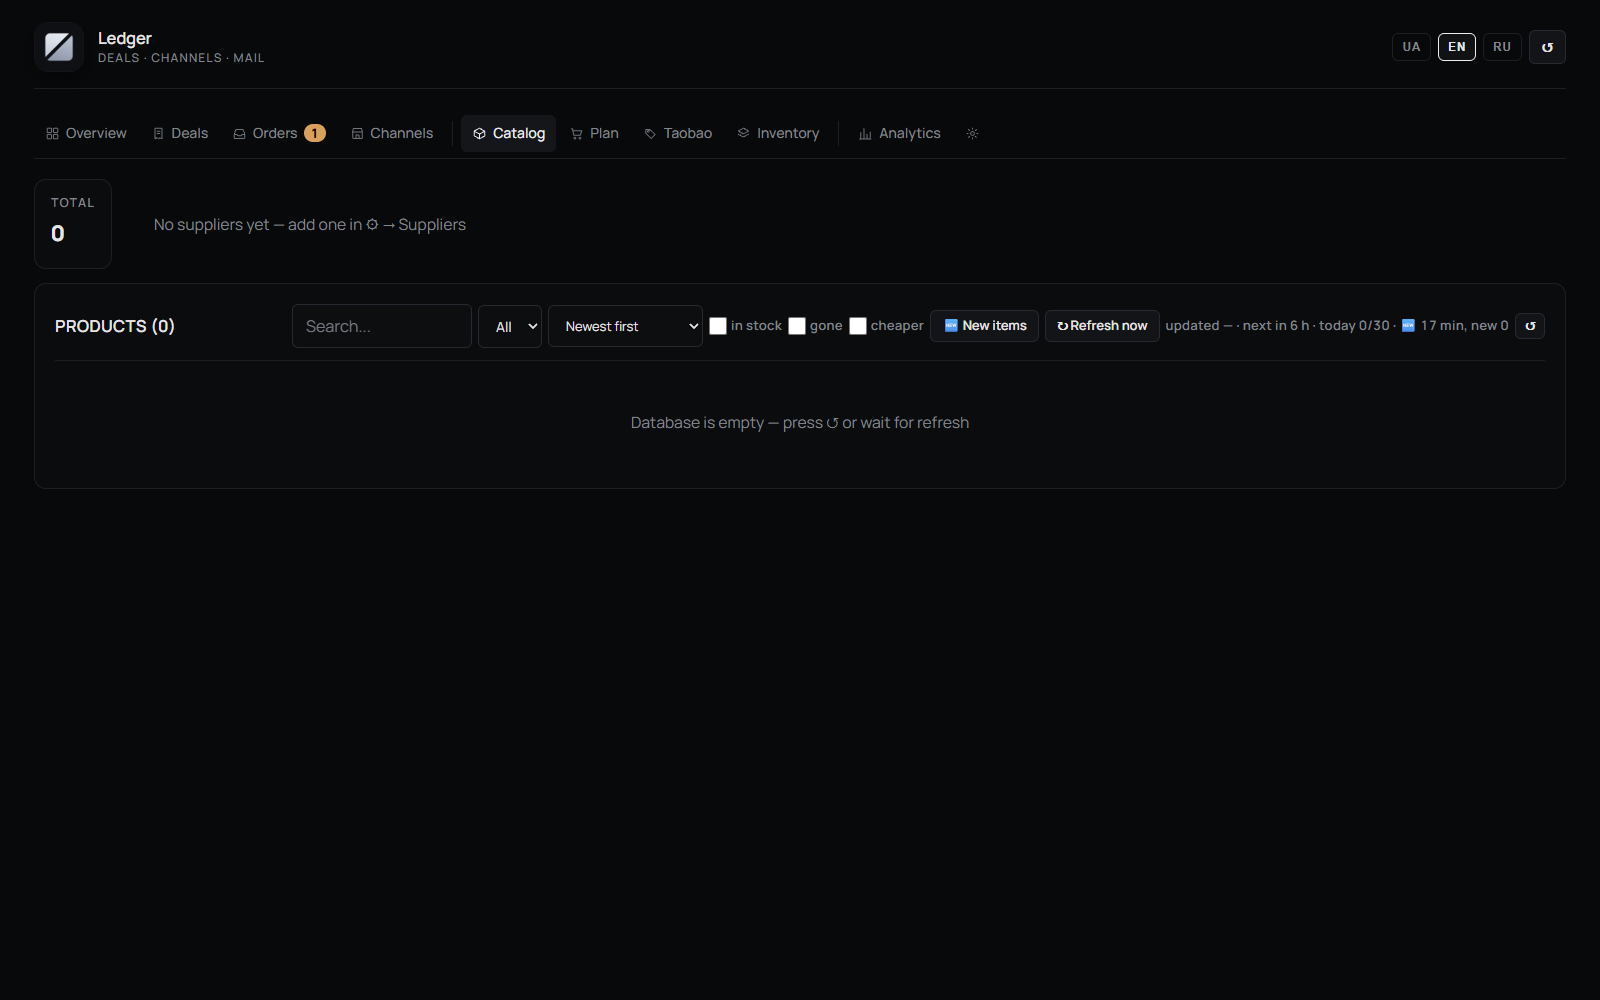 Ledger
DEALS · CHANNELS · MAIL
UA EN RU ↺
Overview Deals Orders 1 Channels Catalog Plan Taobao Inventory Analytics
TOTAL
0
No suppliers yet — add one in ⚙ → Suppliers
PRODUCTS (0) Search... All Newest first in stock gone cheaper 🆕 New items ↻ Refresh now updated — · next in 6 h · today 0/30 · 🆕 17 min, new 0 ↺
Database is empty — press ↺ or wait for refresh